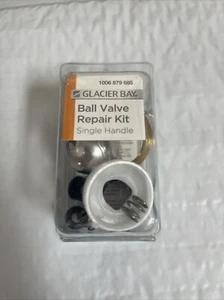 1006 879 685
GLACIER BAY
Ball Valve
Repair Kit
Single Handle